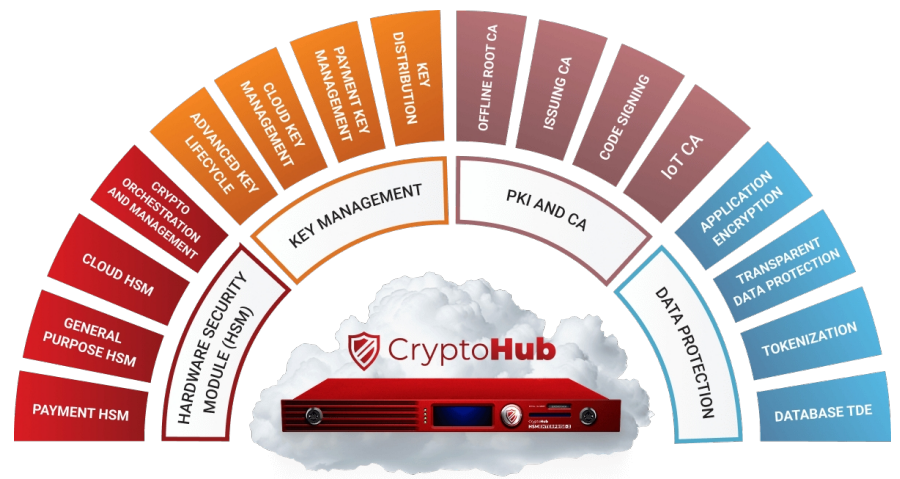 PAYMENT HSM
GENERAL
PURPOSE HSM
CLOUD HSM
CRYPTO
ORCHESTRATION
AND MANAGEMENT
ADVANCED KEY
LIFECYCLE
CLOUD KEY
MANAGEMENT
PAYMENT KEY
MANAGEMENT
KEY
DISTRIBUTION
OFFLINE ROOT CA
ISSUING CA
CODE SIGNING
IoT CA
APPLICATION
ENCRYPTION
TRANSPARENT
DATA PROTECTION
TOKENIZATION
DATABASE TDE
HARDWARE SECURITY
MODULE (HSM)
KEY MANAGEMENT
PKI AND CA
DATA PROTECTION
CryptoHub
CryptoHub